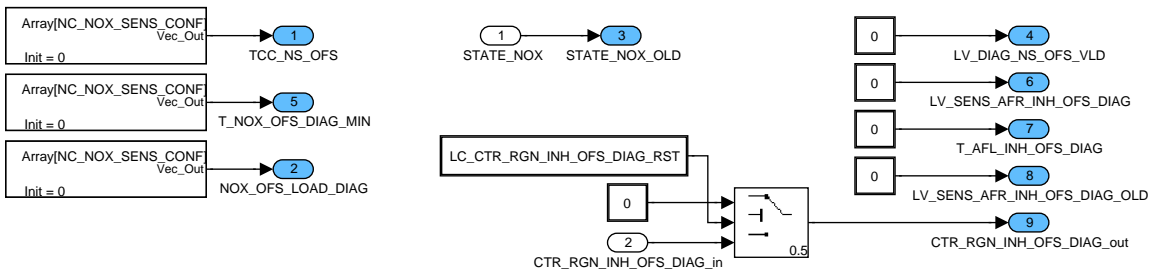 Array[NC_NOX_SENS_CONF]
Vec_Out
Init = 0
1
TCC_NS_OFS
Array[NC_NOX_SENS_CONF]
Vec_Out
Init = 0
5
T_NOX_OFS_DIAG_MIN
Array[NC_NOX_SENS_CONF]
Vec_Out
Init = 0
2
NOX_OFS_LOAD_DIAG
1
STATE_NOX
3
STATE_NOX_OLD
LC_CTR_RGN_INH_OFS_DIAG_RST
0
2
CTR_RGN_INH_OFS_DIAG_in
0.5
0
4
LV_DIAG_NS_OFS_VLD
0
6
LV_SENS_AFR_INH_OFS_DIAG
0
7
T_AFL_INH_OFS_DIAG
0
8
LV_SENS_AFR_INH_OFS_DIAG_OLD
9
CTR_RGN_INH_OFS_DIAG_out